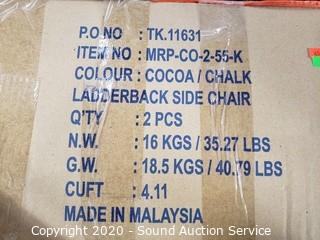 P.O NO : TK.11631
ITEM NO : MRP-CO-2-55-K
COLOUR : COCOA / CHALK
LADDERBACK SIDE CHAIR
Q'TY : 2 PCS
N.W. : 16 KGS / 35.27 LBS
G.W. : 18.5 KGS / 40.79 LBS
CUFT : 4.11
MADE IN MALAYSIA
Copyright 2020 - Sound Auction Service